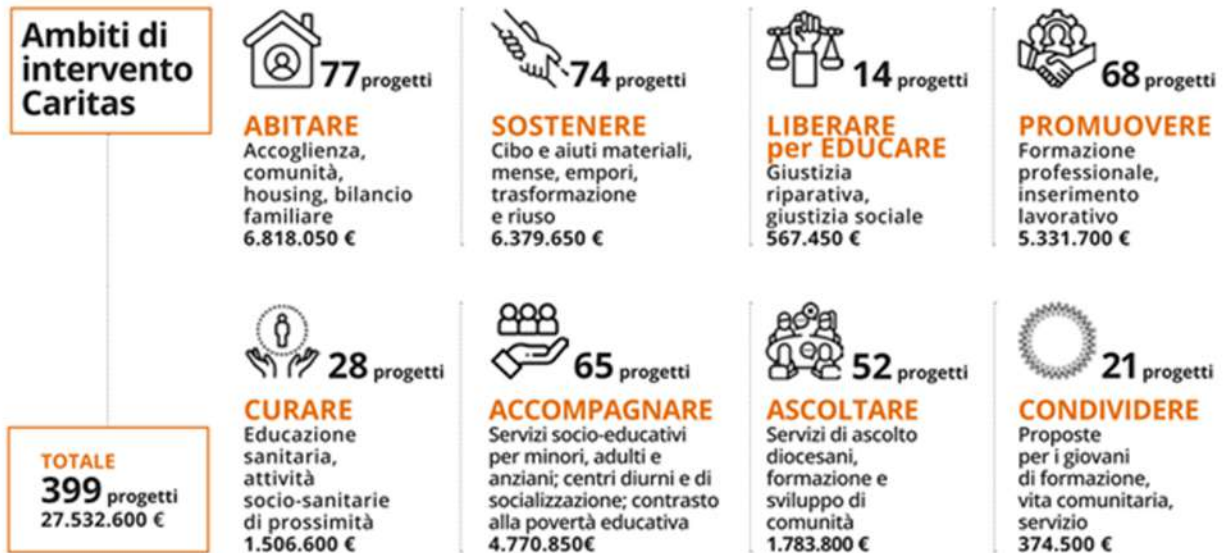 Ambiti di
intervento
Caritas
77 progetti
ABITARE
Accoglienza,
comunità,
housing, bilancio
familiare
6.818.050 €
74 progetti
SOSTENERE
Cibo e aiuti materiali,
mense, empori,
trasformazione
e riuso
6.379.650 €
14 progetti
LIBERARE
per EDUCARE
Giustizia
riparativa,
giustizia sociale
567.450 €
68 progetti
PROMUOVERE
Formazione
professionale,
inserimento
lavorativo
5.331.700 €
28 progetti
CURARE
Educazione
sanitaria,
attività
socio-sanitarie
di prossimità
1.506.600 €
65 progetti
ACCOMPAGNARE
Servizi socio-educativi
per minori, adulti e
anziani; centri diurni e di
socializzazione; contrasto
alla povertà educativa
4.770.850€
52 progetti
ASCOLTARE
Servizi di ascolto
diocesani,
formazione e
sviluppo di
comunità
1.783.800 €
21 progetti
CONDIVIDERE
Proposte
per i giovani
di formazione,
vita comunitaria,
servizio
374.500 €
TOTALE
399 progetti
27.532.600 €